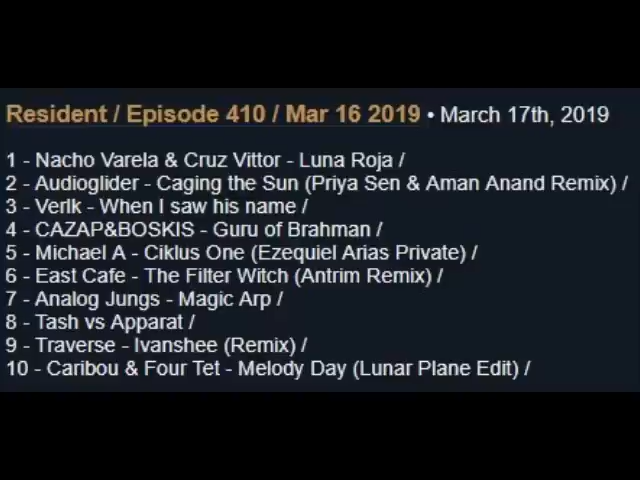 Resident / Episode 410 / Mar 16 2019 • March 17th, 2019
1 - Nacho Varela & Cruz Vittor - Luna Roja /
2 - Audioglider - Caging the Sun (Priya Sen & Aman Anand Remix) /
3 - Verlk - When I saw his name /
4 - CAZAP&BOSKIS - Guru of Brahman /
5 - Michael A - Ciklus One (Ezequiel Arias Private) /
6 - East Cafe - The Filter Witch (Antrim Remix) /
7 - Analog Jungs - Magic Arp /
8 - Tash vs Apparat /
9 - Traverse - Ivanshee (Remix) /
10 - Caribou & Four Tet - Melody Day (Lunar Plane Edit) /